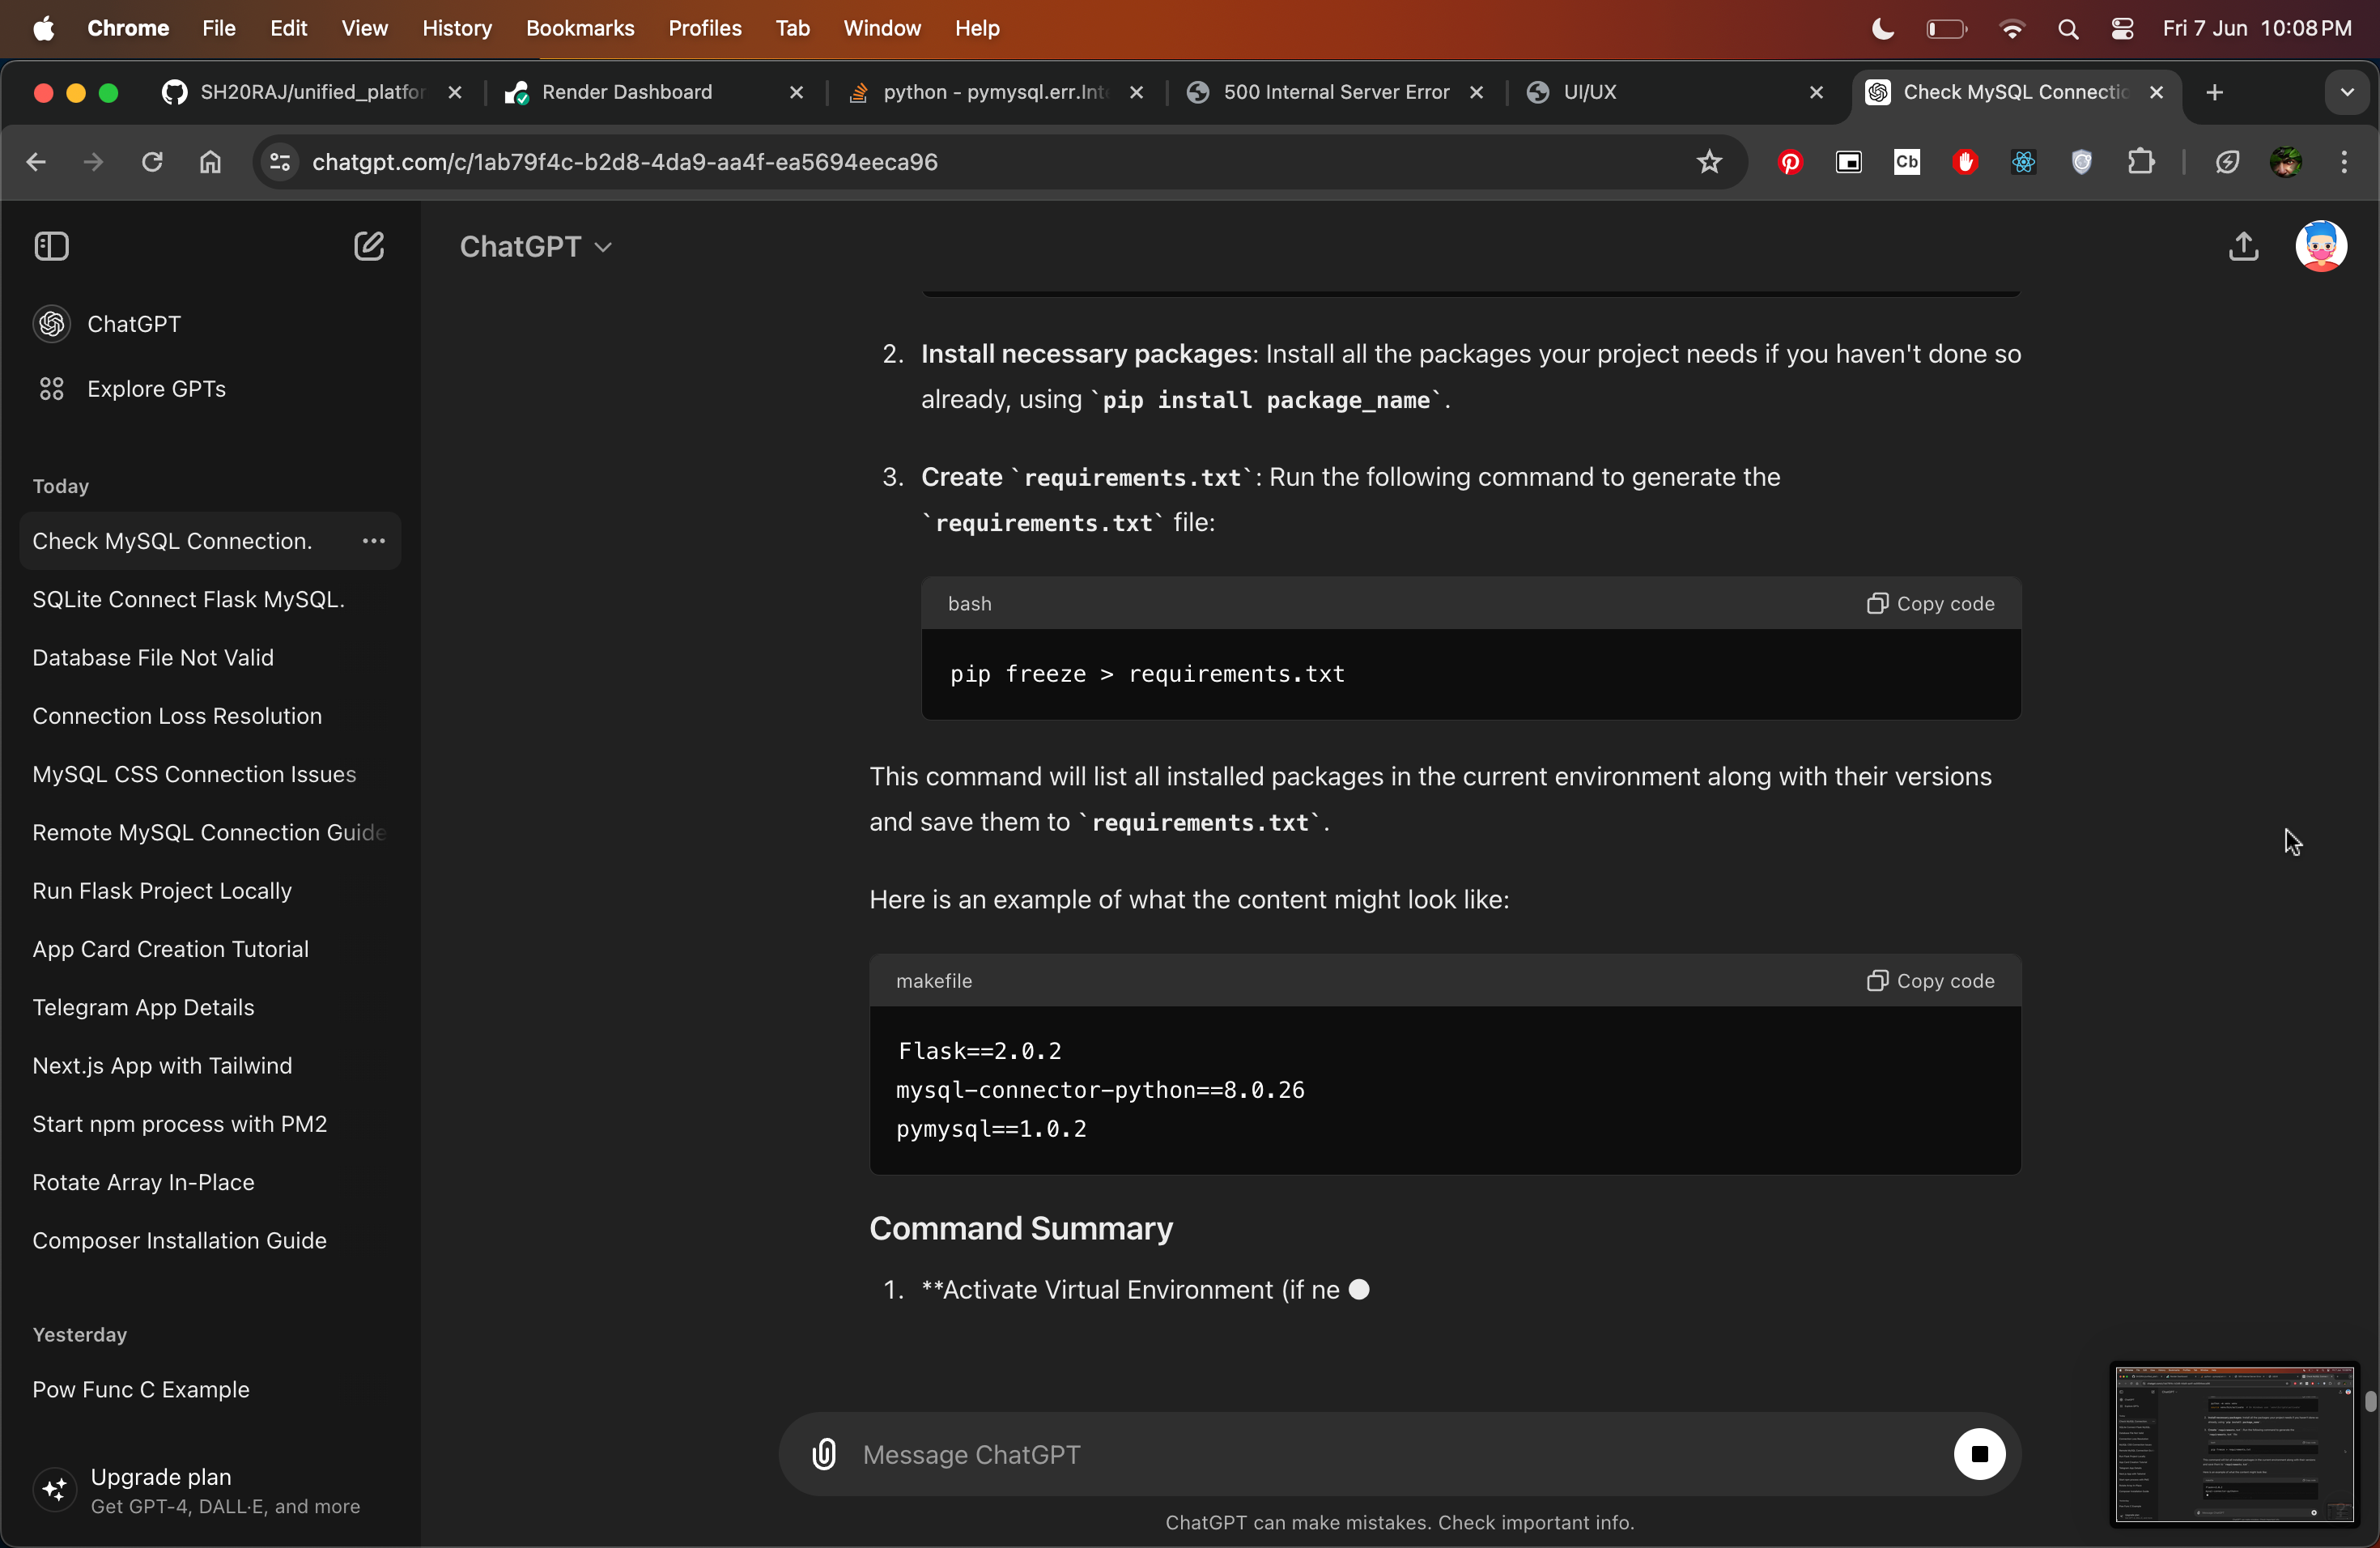 Chrome File Edit View History Bookmarks Profiles Tab Window Help Fri 7 Jun 10:08 PM
SH20RAJ/unified_platfor Render Dashboard python - pymysql.err.Inte 500 Internal Server Error UI/UX Check MySQL Connectic
chatgpt.com/c/1ab79f4c-b2d8-4da9-aa4f-ea5694eeca96
Cb
ChatGPT
ChatGPT
Explore GPTs
Today
Check MySQL Connection.
SQLite Connect Flask MySQL.
Database File Not Valid
Connection Loss Resolution
MySQL CSS Connection Issues
Remote MySQL Connection Guide
Run Flask Project Locally
App Card Creation Tutorial
Telegram App Details
Next.js App with Tailwind
Start npm process with PM2
Rotate Array In-Place
Composer Installation Guide
Yesterday
Pow Func C Example
Upgrade plan
Get GPT-4, DALL·E, and more
2. Install necessary packages: Install all the packages your project needs if you haven't done so
already, using `pip install package_name`.
3. Create `requirements.txt`: Run the following command to generate the
`requirements.txt` file:
bash Copy code
pip freeze > requirements.txt
This command will list all installed packages in the current environment along with their versions
and save them to `requirements.txt`.
Here is an example of what the content might look like:
makefile Copy code
Flask==2.0.2
mysql-connector-python==8.0.26
pymysql==1.0.2
Command Summary
1. **Activate Virtual Environment (if ne
Message ChatGPT
ChatGPT can make mistakes. Check important info.